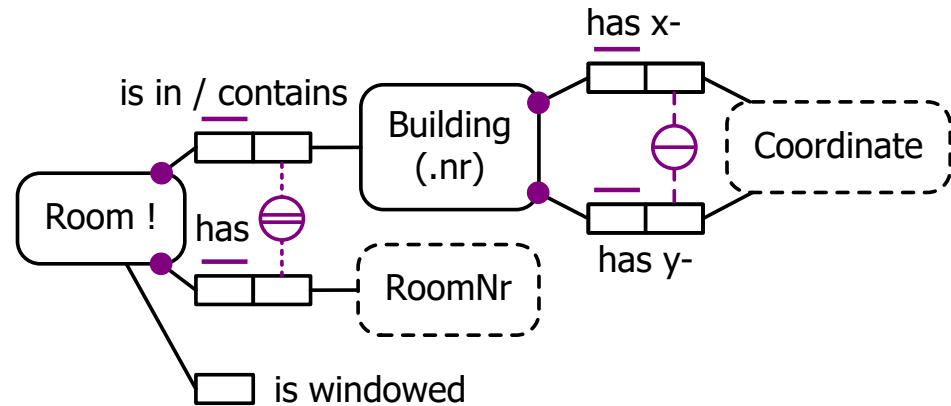 has x-
is in / contains
Building
(.nr)
Coordinate
Room !
has
has y-
RoomNr
is windowed